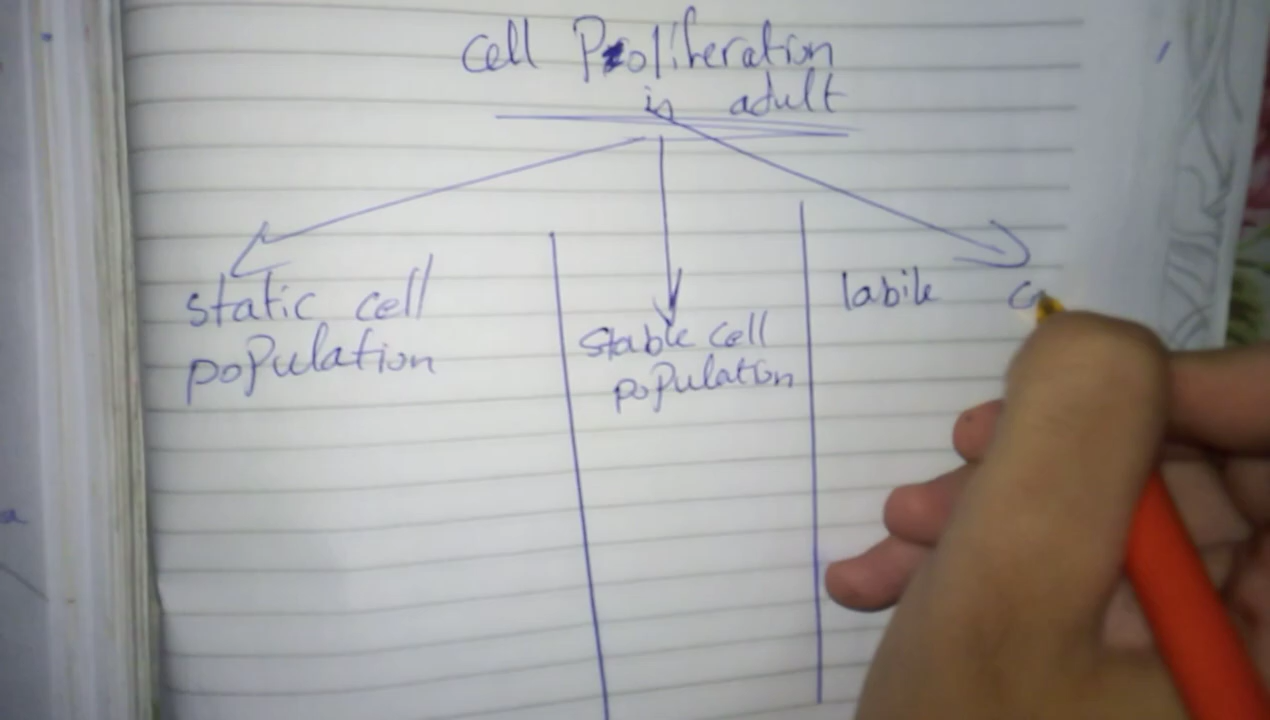 Cell Proliferation
in adult
static cell
population
Stable cell
population
labile